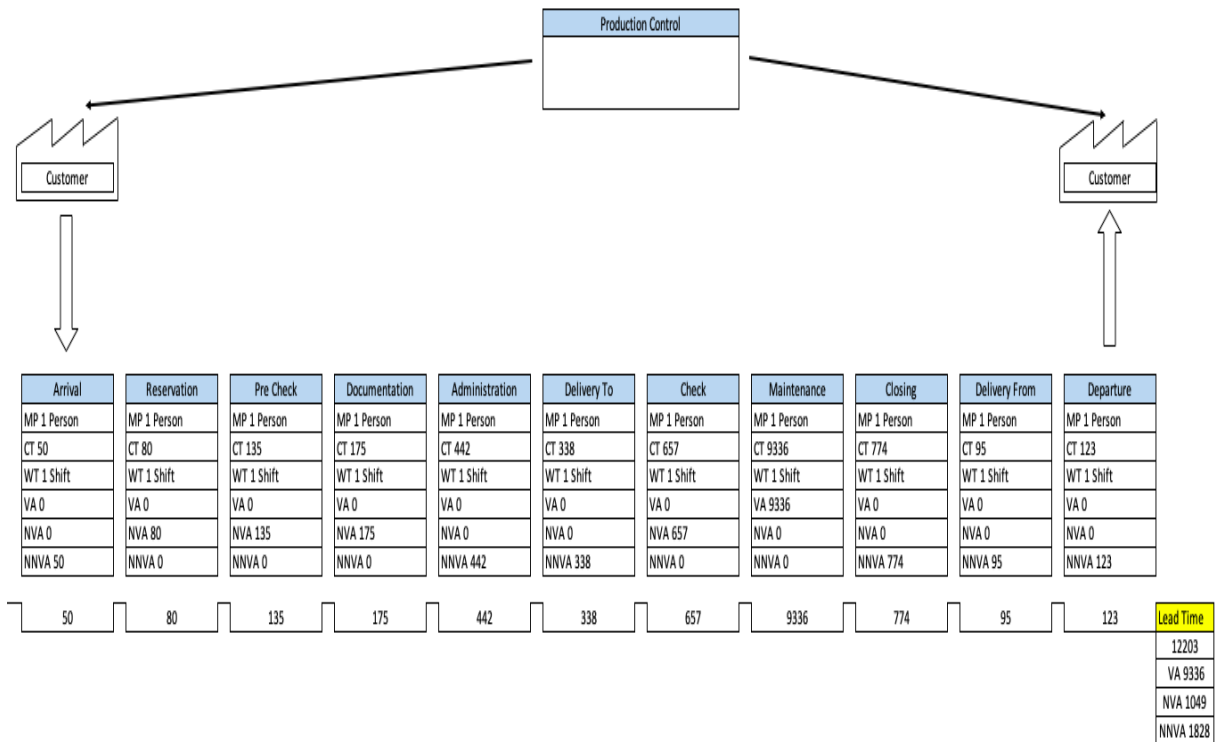 Production Control
Customer
Customer
Arrival Reservation Pre Check Documentation Administration Delivery To Check Maintenance Closing Delivery From Departure
MP 1 Person MP 1 Person MP 1 Person MP 1 Person MP 1 Person MP 1 Person MP 1 Person MP 1 Person MP 1 Person MP 1 Person MP 1 Person
CT 50 CT 80 CT 135 CT 175 CT 442 CT 338 CT 657 CT 9336 CT 774 CT 95 CT 123
WT 1 Shift WT 1 Shift WT 1 Shift WT 1 Shift WT 1 Shift WT 1 Shift WT 1 Shift WT 1 Shift WT 1 Shift WT 1 Shift WT 1 Shift
VA 0 VA 0 VA 0 VA 0 VA 0 VA 0 VA 0 VA 9336 VA 0 VA 0 VA 0
NVA 0 NVA 80 NVA 135 NVA 175 NVA 0 NVA 0 NVA 657 NVA 0 NVA 0 NVA 0 NVA 0
NNVA 50 NNVA 0 NNVA 0 NNVA 0 NNVA 442 NNVA 338 NNVA 0 NNVA 0 NNVA 774 NNVA 95 NNVA 123
50 80 135 175 442 338 657 9336 774 95 123 Lead Time
12203
VA 9336
NVA 1049
NNVA 1828